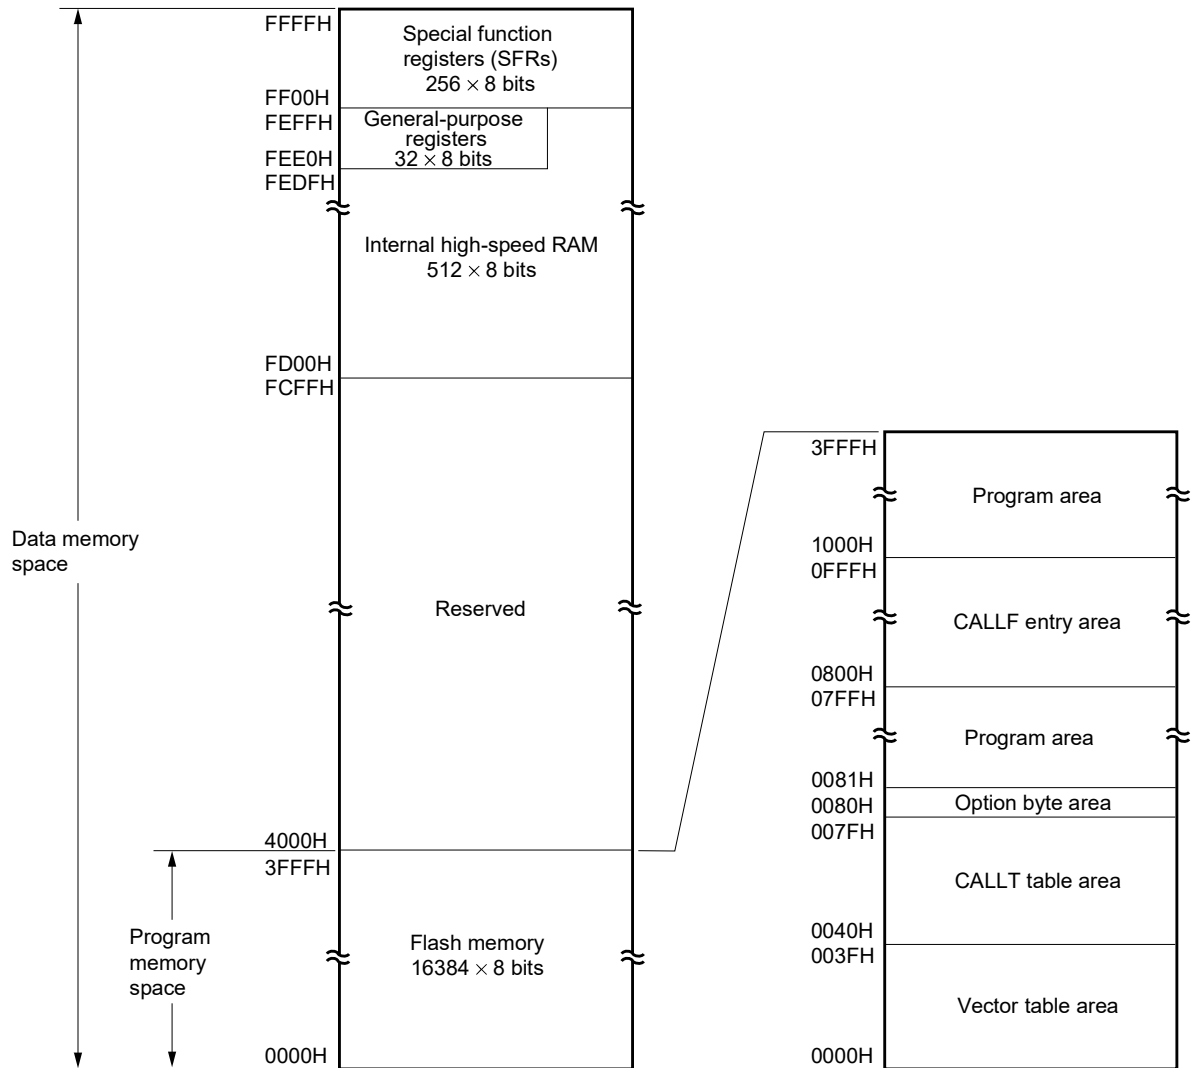 FFFFH
Special function
registers (SFRs)
256 × 8 bits
FF00H
FEFFH
General-purpose
registers
32 × 8 bits
FEE0H
FEDFH
Internal high-speed RAM
512 × 8 bits
FD00H
FCFFH
Data memory
space
Reserved
4000H
3FFFH
Program
memory
space
Flash memory
16384 × 8 bits
0000H
3FFFH
Program area
1000H
0FFFH
CALLF entry area
0800H
07FFH
Program area
0081H
0080H
Option byte area
007FH
CALLT table area
0040H
003FH
Vector table area
0000H